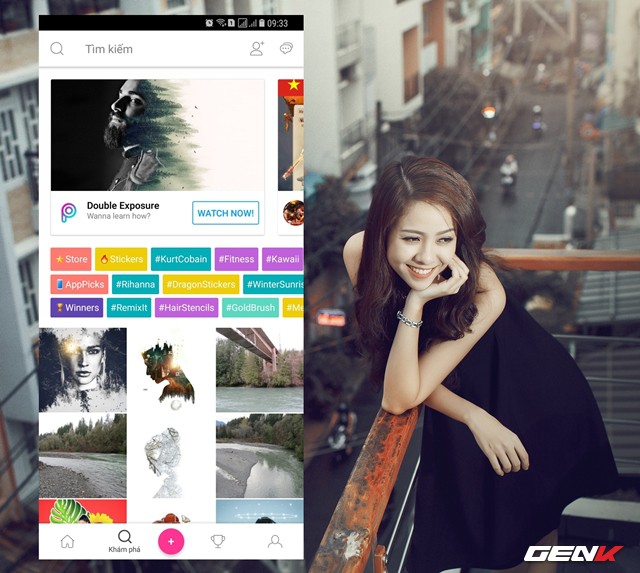 09:33
Tìm kiếm
Double Exposure
Wanna learn how?
WATCH NOW!
Store Stickers #KurtCobain #Fitness #Kawaii
AppPicks #Rihanna #DragonStickers #WinterSunris
Winners #RemixIt #HairStencils #GoldBrush #Me
Khám phá
GENK